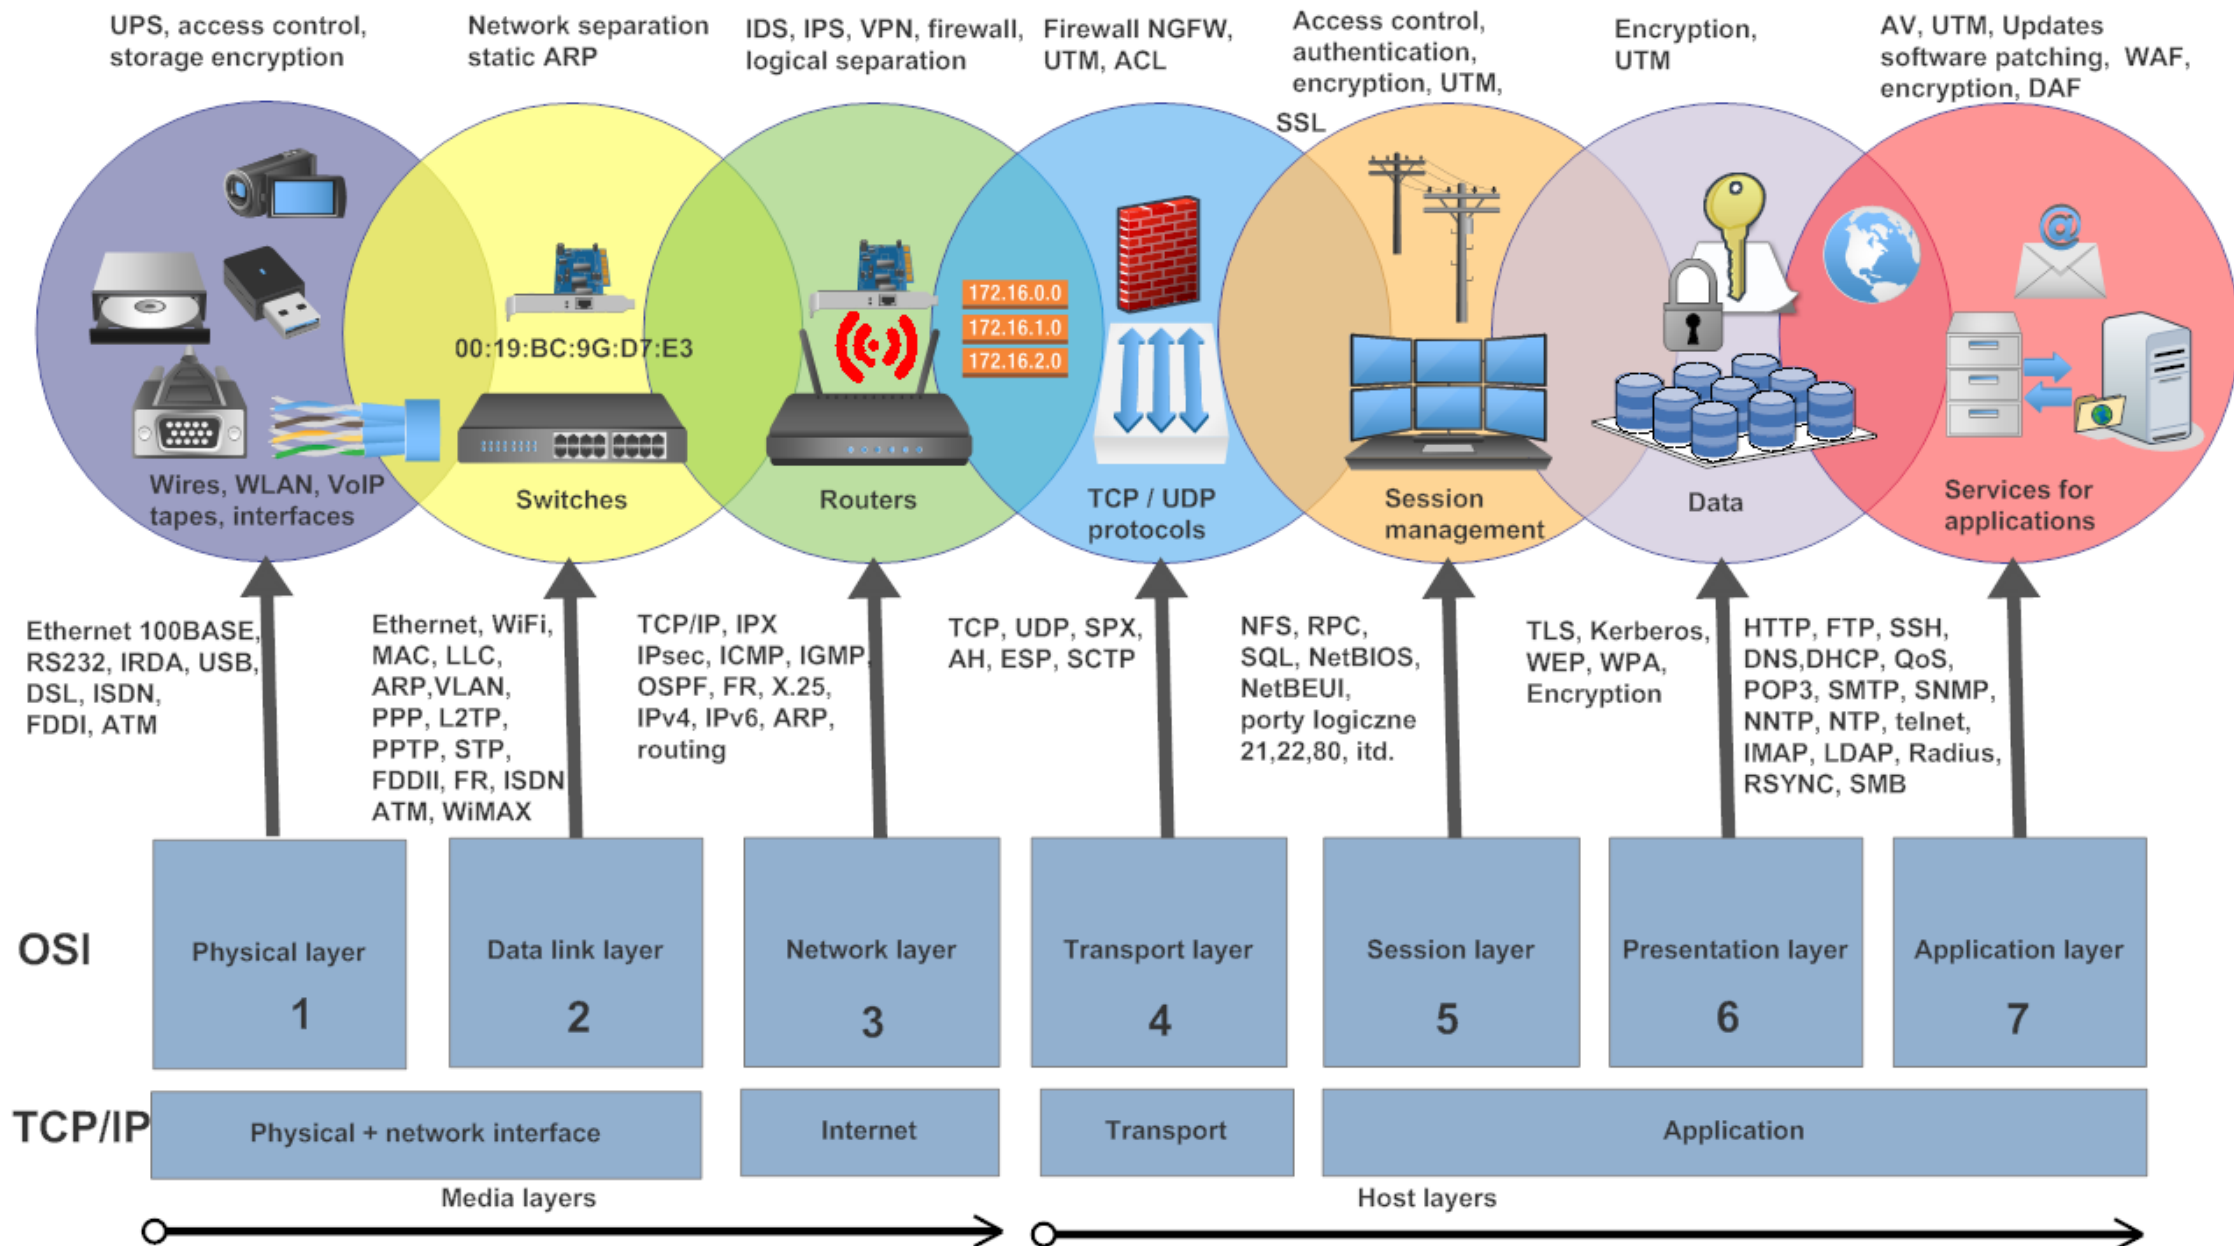 UPS, access control,
storage encryption
Network separation
static ARP
IDS, IPS, VPN, firewall,
logical separation
Firewall NGFW,
UTM, ACL
Access control,
authentication,
encryption, UTM,
SSL
Encryption,
UTM
AV, UTM, Updates
software patching, WAF,
encryption, DAF
172.16.0.0
172.16.1.0
172.16.2.0
00:19:BC:9G:D7:E3
@
Wires, WLAN, VoIP
tapes, interfaces
Switches
Routers
TCP / UDP
protocols
Session
management
Data
Services for
applications
Ethernet 100BASE,
RS232, IRDA, USB,
DSL, ISDN,
FDDI, ATM
Ethernet, WiFi,
MAC, LLC,
ARP,VLAN,
PPP, L2TP,
PPTP, STP,
FDDII, FR, ISDN
ATM, WiMAX
TCP/IP, IPX
IPsec, ICMP, IGMP,
OSPF, FR, X.25,
IPv4, IPv6, ARP,
routing
TCP, UDP, SPX,
AH, ESP, SCTP
NFS, RPC,
SQL, NetBIOS,
NetBEUI,
porty logiczne
21,22,80, itd.
TLS, Kerberos,
WEP, WPA,
Encryption
HTTP, FTP, SSH,
DNS,DHCP, QoS,
POP3, SMTP, SNMP,
NNTP, NTP, telnet,
IMAP, LDAP, Radius,
RSYNC, SMB
OSI
Physical layer
1
Data link layer
2
Network layer
3
Transport layer
4
Session layer
5
Presentation layer
6
Application layer
7
TCP/IP
Physical + network interface
Internet
Transport
Application
Media layers
Host layers